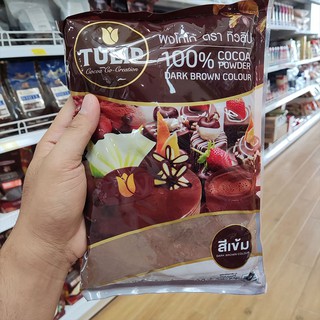 TULIP
Cocoa Co-Creation
ผงโกโก้ ตรา ทิวลิป
100% COCOA
POWDER
DARK BROWN COLOUR
สีเข้ม
DARK BROWN COLOUR